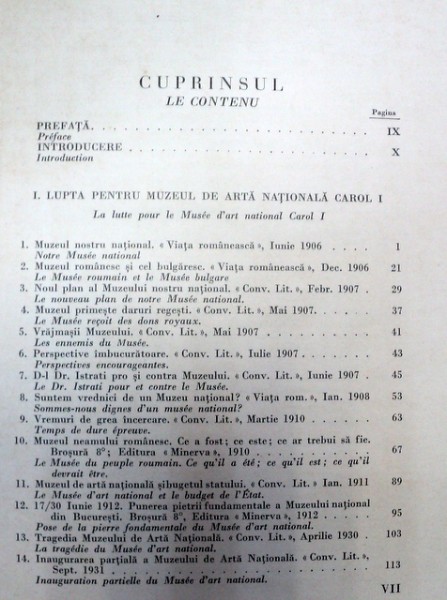 CUPRINSUL
LE CONTENU
Pagina
PREFAȚĂ. . . . . . . . . . . . . . . . . . . . IX
Préface
INTRODUCERE . . . . . . . . . . . . . . . . . X
Introduction
I. LUPTA PENTRU MUZEUL DE ARTĂ NAȚIONALĂ CAROL I
La lutte pour le Musée d'art national Carol I
1. Muzeul nostru național. « Viața românească », Iunie 1906 . . . . 1
Notre Musée national
2. Muzeul românesc și cel bulgăresc. « Viața românească », Dec. 1906 21
Le Musée roumain et le Musée bulgare
3. Noul plan al Muzeului nostru național. « Conv. Lit. », Febr. 1907 . 29
Le nouveau plan de notre Musée national.
4. Muzeul primește daruri regești. « Conv. Lit. », Mai 1907. . . . . 37
Le Musée reçoit des dons royaux.
5. Vrăjmașii Muzeului. « Conv. Lit. », Mai 1907 . . . . . . . 41
Les ennemis du Musée.
6. Perspective îmbucurătoare. « Conv. Lit. », Iulie 1907. . . . . . 43
Perspectives encourageantes.
7. D-l Dr. Istrati pro și contra Muzeului. « Conv. Lit. », Iunie 1907 . 45
Le Dr. Istrati pour et contre le Musée.
8. Suntem vrednici de un Muzeu național? « Viața rom. », Ian. 1908 53
Sommes-nous dignes d'un musée national?
9. Vremuri de grea încercare. « Conv. Lit. », Martie 1910 . . . . . 63
Temps de dure épreuve.
10. Muzeul neamului românesc. Ce a fost; ce este; ce ar trebui să fie.
Broșură 8°; Editura « Minerva », 1910 . . . . . . . . . . 67
Le Musée du peuple roumain. Ce qu'il a été; ce qu'il est; ce qu'il
devrait être.
11. Muzeul de artă națională și bugetul statului. « Conv. Lit. » Ian. 1911 89
Le Musée d'art national et le budget de l'État.
12. 17/30 Iunie 1912. Punerea pietrii fundamentale a Muzeului național
din București. Broșură 8°, Editura « Minerva », 1912 . . . . . 95
Pose de la pierre fondamentale du Musée d'art national.
13. Tragedia Muzeului de Artă Națională. « Conv. Lit. », Aprilie 1930 . 103
La tragédie du Musée d'art national.
14. Inaugurarea parțială a Muzeului de Artă Națională. « Conv. Lit. »,
Sept. 1931 . . . . . . . . . . . . . . . . . . . . 113
Inauguration partielle du Musée d'art national.
VII